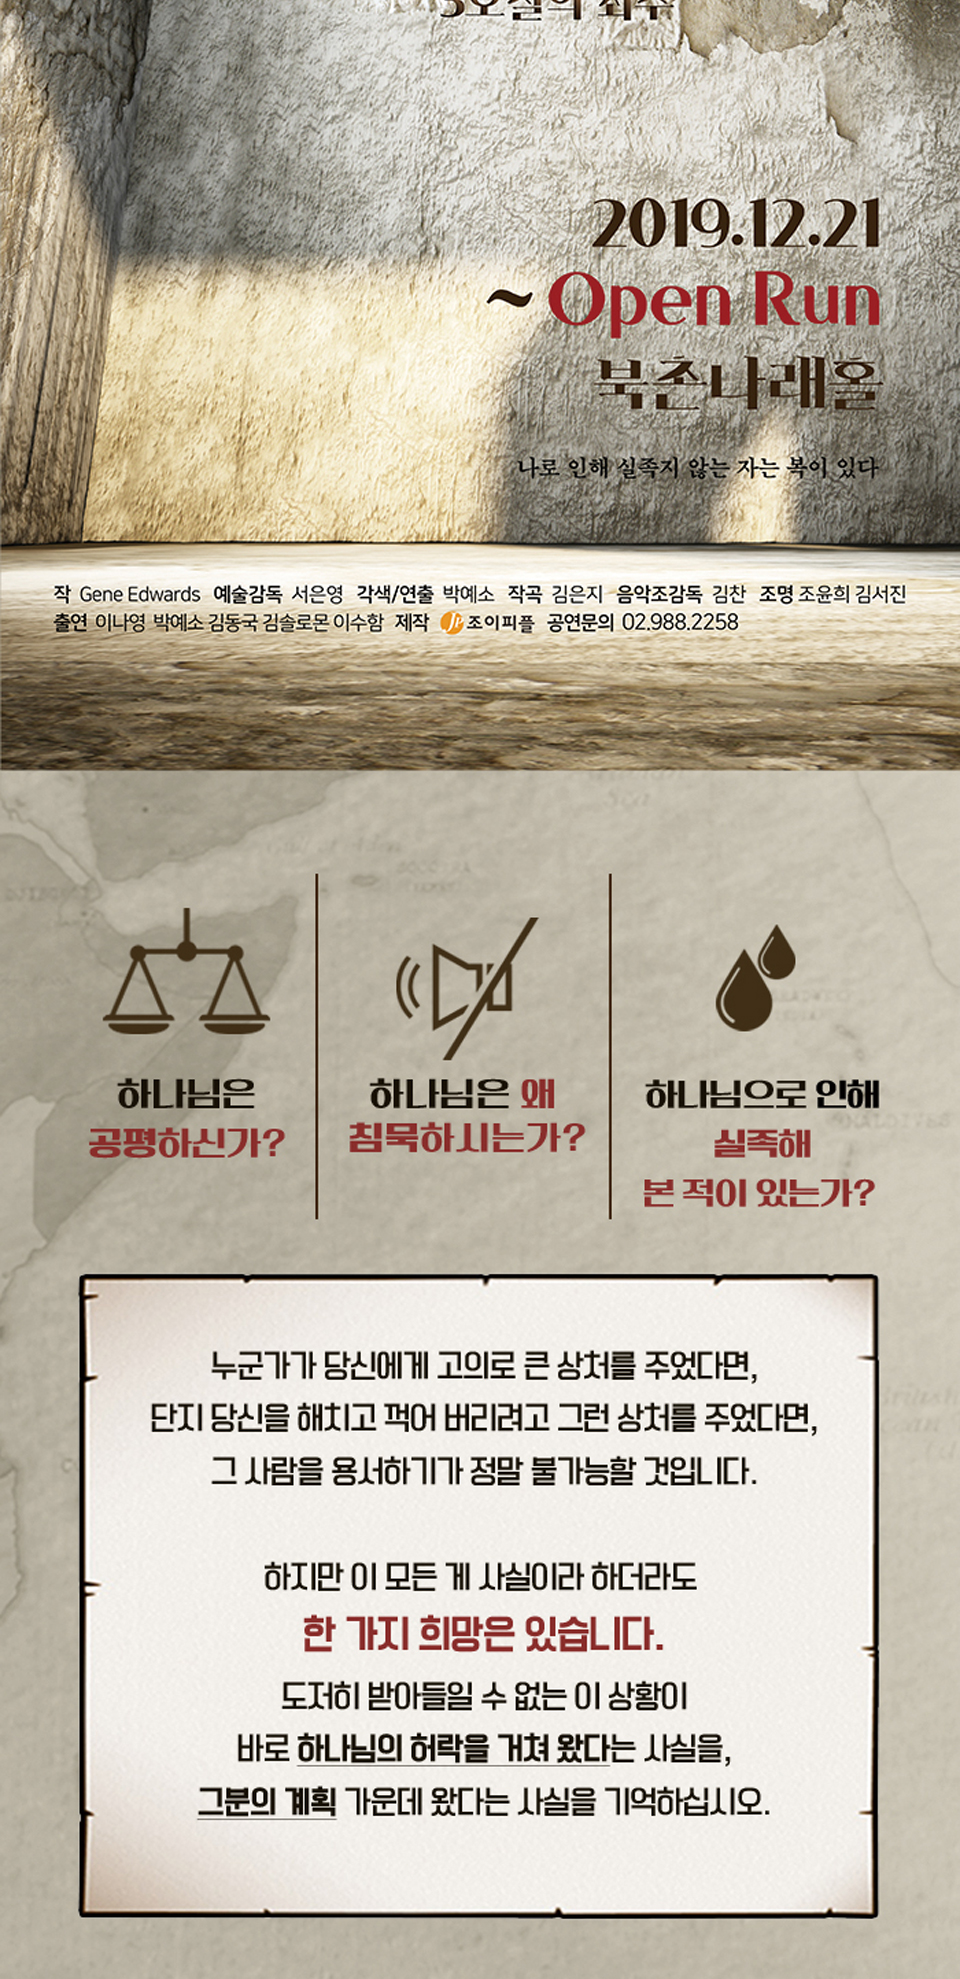 2019.12.21
~ Open Run
북촌나래홀
나로 인해 실족지 않는 자는 복이 있다
작 Gene Edwards 예술감독 서은영 각색/연출 박예소 작곡 김은지 음악조감독 김찬 조명 조윤희 김서진
출연 이나영 박예소 김동국 김솔로몬 이수함 제작 JP 조이피플 공연문의 02.988.2258
하나님은
공평하신가?
하나님은 왜
침묵하시는가?
하나님으로 인해
실족해
본 적이 있는가?
누군가가 당신에게 고의로 큰 상처를 주었다면,
단지 당신을 해치고 꺽어 버리려고 그런 상처를 주었다면,
그 사람을 용서하기가 정말 불가능할 것입니다.
하지만 이 모든 게 사실이라 하더라도
한 가지 희망은 있습니다.
도저히 받아들일 수 없는 이 상황이
바로 하나님의 허락을 거쳐 왔다는 사실을,
그분의 계획 가운데 왔다는 사실을 기억하십시오.